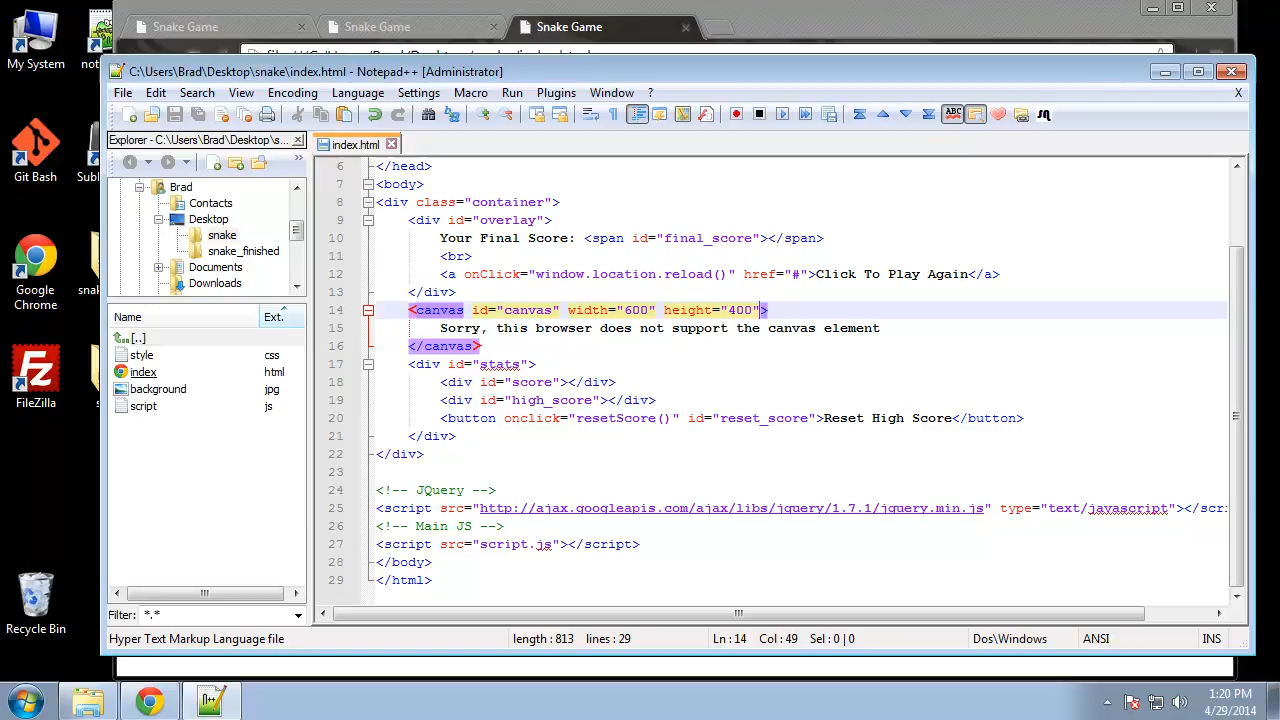 Snake Game
Snake Game
Snake Game
C:\Users\Brad\Desktop\snake\index.html - Notepad++ [Administrator]
File Edit Search View Encoding Language Settings Macro Run Plugins Window ? X
Explorer - C:\Users\Brad\Desktop\s...
index.html
Brad
Contacts
Desktop
snake
snake_finished
Documents
Downloads
Name Ext.
[..]
style css
index html
background jpg
script js
Filter: *.*
6 </head>
7 <body>
8 <div class="container">
9 <div id="overlay">
10 Your Final Score: <span id="final_score"></span>
11 <br>
12 <a onClick="window.location.reload()" href="#">Click To Play Again</a>
13 </div>
14 <canvas id="canvas" width="600" height="400">
15 Sorry, this browser does not support the canvas element
16 </canvas>
17 <div id="stats">
18 <div id="score"></div>
19 <div id="high_score"></div>
20 <button onclick="resetScore()" id="reset_score">Reset High Score</button>
21 </div>
22 </div>
23
24 <!-- JQuery -->
25 <script src="http://ajax.googleapis.com/ajax/libs/jquery/1.7.1/jquery.min.js" type="text/javascript"></scri
26 <!-- Main JS -->
27 <script src="script.js"></script>
28 </body>
29 </html>
Hyper Text Markup Language file length : 813 lines : 29 Ln : 14 Col : 49 Sel : 0 | 0 Dos\Windows ANSI INS
My System
Git Bash
Google
Chrome
FileZilla
Recycle Bin
1:20 PM
4/29/2014